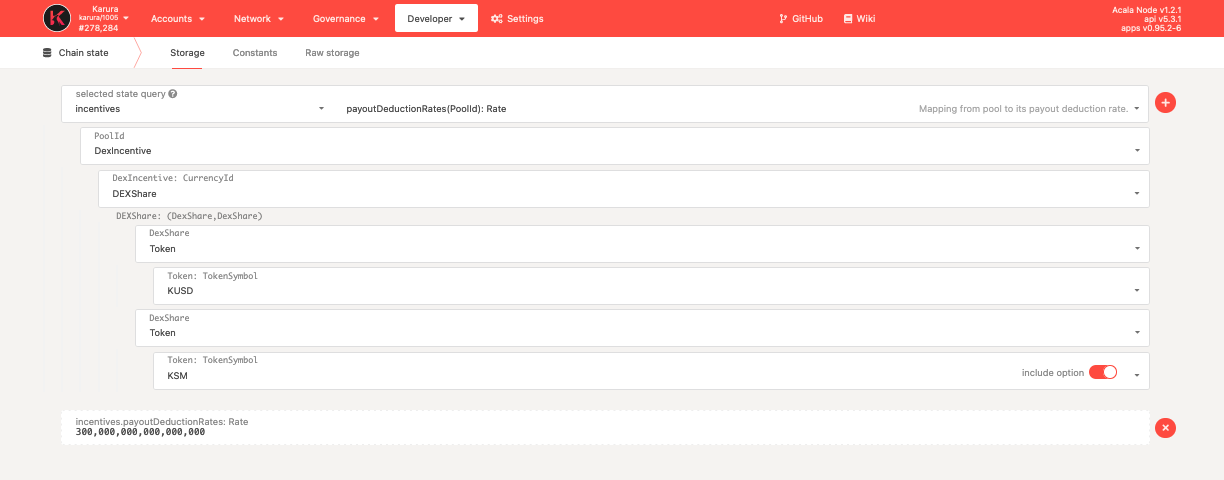 Karura
karura/1005
#278,284
Accounts
Network
Governance
Developer
Settings
GitHub
Wiki
Acala Node v1.2.1
api v5.3.1
apps v0.95.2-6
Chain state
Storage
Constants
Raw storage
selected state query
incentives
payoutDeductionRates(PoolId): Rate
Mapping from pool to its payout deduction rate.
PoolId
DexIncentive
DexIncentive: CurrencyId
DEXShare
DEXShare: (DexShare,DexShare)
DexShare
Token
Token: TokenSymbol
KUSD
DexShare
Token
Token: TokenSymbol
KSM
include option
incentives.payoutDeductionRates: Rate
300,000,000,000,000,000